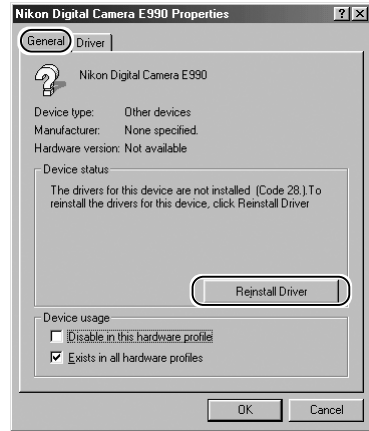 Nikon Digital Camera E990 Properties
General Driver
Nikon Digital Camera E990
Device type: Other devices
Manufacturer: None specified.
Hardware version: Not available
Device status
The drivers for this device are not installed (Code 28.).To
reinstall the drivers for this device, click Reinstall Driver
Reinstall Driver
Device usage
Disable in this hardware profile
Exists in all hardware profiles
OK Cancel